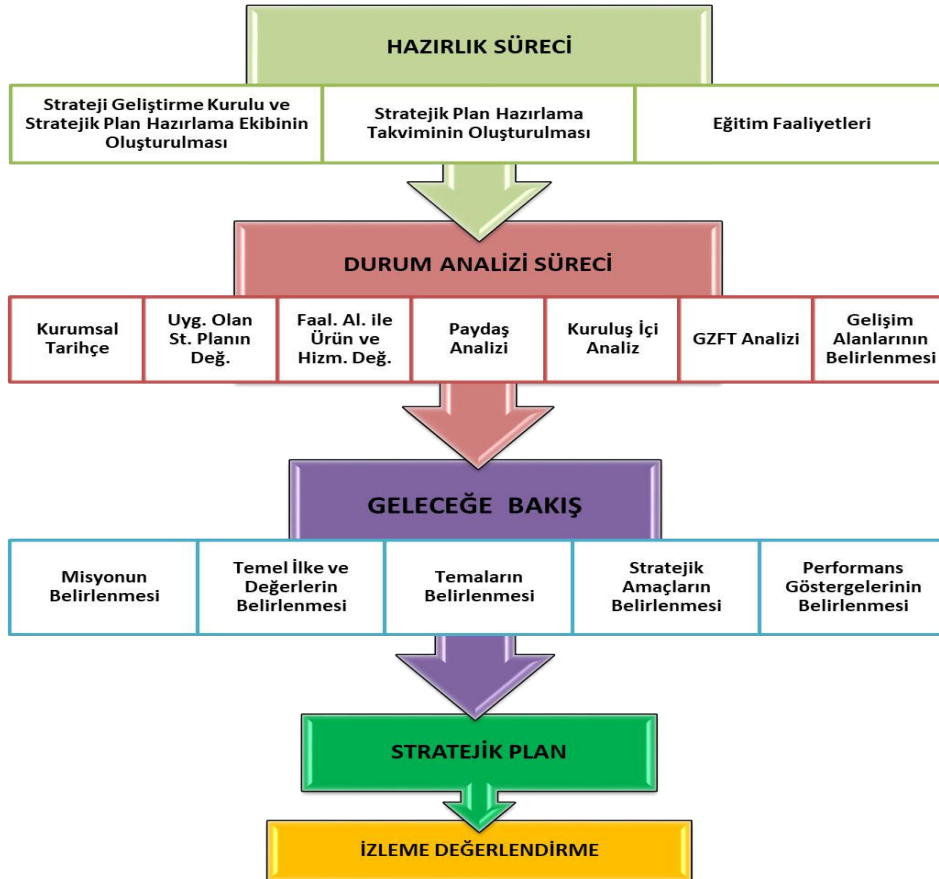 HAZIRLIK SÜRECİ
Strateji Geliştirme Kurulu ve
Stratejik Plan Hazırlama Ekibinin
Oluşturulması
Stratejik Plan Hazırlama
Takviminin Oluşturulması
Eğitim Faaliyetleri
DURUM ANALİZİ SÜRECİ
Kurumsal
Tarihçe
Uyg. Olan
St. Planın
Değ.
Faal. Al. ile
Ürün ve
Hizm. Değ.
Paydaş
Analizi
Kuruluş İçi
Analiz
GZFT Analizi
Gelişim
Alanlarının
Belirlenmesi
GELECEĞE BAKIŞ
Misyonun
Belirlenmesi
Temel İlke ve
Değerlerin
Belirlenmesi
Temaların
Belirlenmesi
Stratejik
Amaçların
Belirlenmesi
Performans
Göstergelerinin
Belirlenmesi
STRATEJİK PLAN
İZLEME DEĞERLENDİRME